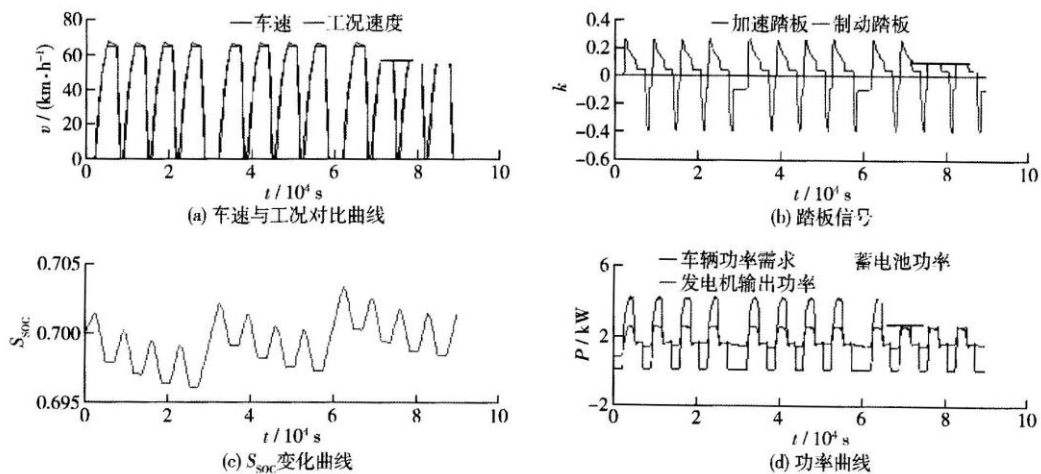 80
60
40
20
0
v / (km·h⁻¹)
车速 工况速度
0 2 4 6 8 10
t / 10⁴ s
(a) 车速与工况对比曲线
0.6
0.4
0.2
0
-0.2
-0.4
-0.6
k
加速踏板 制动踏板
0 2 4 6 8 10
t / 10⁴ s
(b) 踏板信号
0.705
0.700
0.695
S_soc
0 2 4 6 8 10
t / 10⁴ s
(c) S_soc变化曲线
6
2
-2
P / kW
车辆功率需求 蓄电池功率
发电机输出功率
0 2 4 6 8 10
t / 10⁴ s
(d) 功率曲线